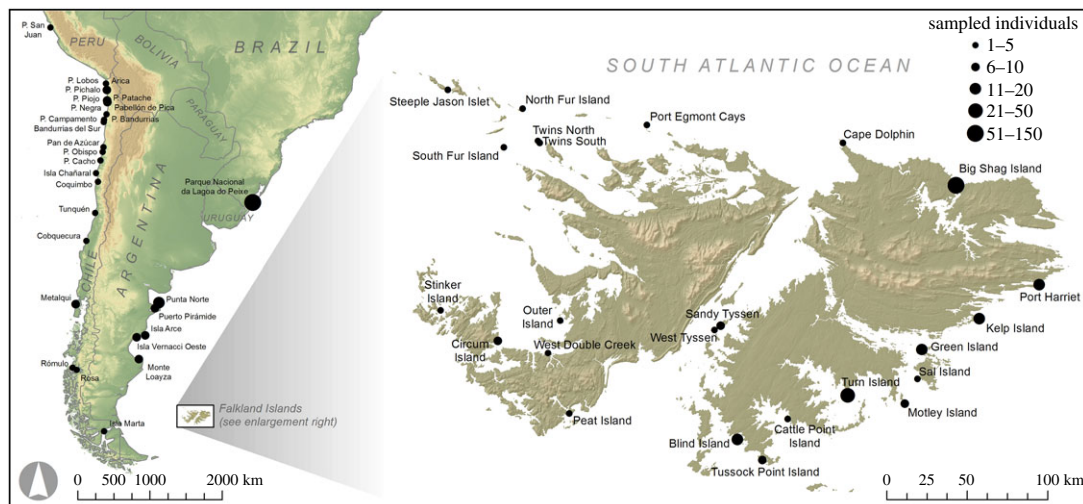 P. San
Juan
PERU
BOLIVIA
BRAZIL
P. Lobos
Arica
P. Pichalo
P. Piojo
P. Patache
P. Negra
Pabellón de Pica
P. Campamento
P. Bandurrias
Bandurrias del Sur
PARAGUAY
Pan de Azúcar
P. Obispo
P. Cacho
Isla Chañaral
Coquimbo
Parque Nacional
da Lagoa do Peixe
URUGUAY
Tunquén
Cobquecura
CHILE
ARGENTINA
Metalqui
Punta Norte
Puerto Pirámide
Isla Arce
Isla Vernacci Oeste
Monte
Loayza
Rómulo
Rosa
Isla Marta
Falkland Islands
(see enlargement right)
0 500 1000 2000 km
SOUTH ATLANTIC OCEAN
sampled individuals
1–5
6–10
11–20
21–50
51–150
Steeple Jason Islet
North Fur Island
Port Egmont Cays
Twins North
Twins South
South Fur Island
Cape Dolphin
Big Shag Island
Stinker
Island
Outer
Island
Sandy Tyssen
West Tyssen
Port Harriet
Kelp Island
Circum
Island
West Double Creek
Green Island
Sal Island
Turn Island
Motley Island
Peat Island
Cattle Point
Island
Blind Island
Tussock Point Island
0 25 50 100 km